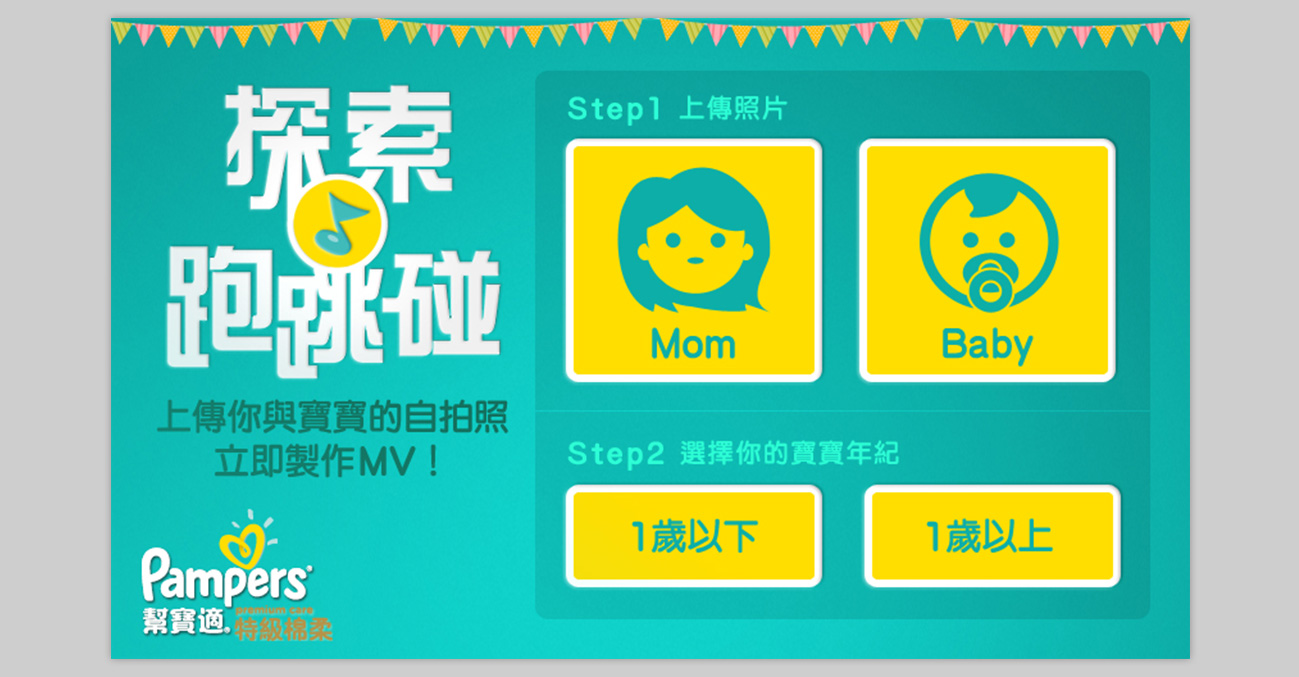 探索
跑跳碰
上傳你與寶寶的自拍照
立即製作MV！
Pampers
幫寶適
premium care
特級棉柔
Step1 上傳照片
Mom
Baby
Step2 選擇你的寶寶年紀
1歲以下
1歲以上